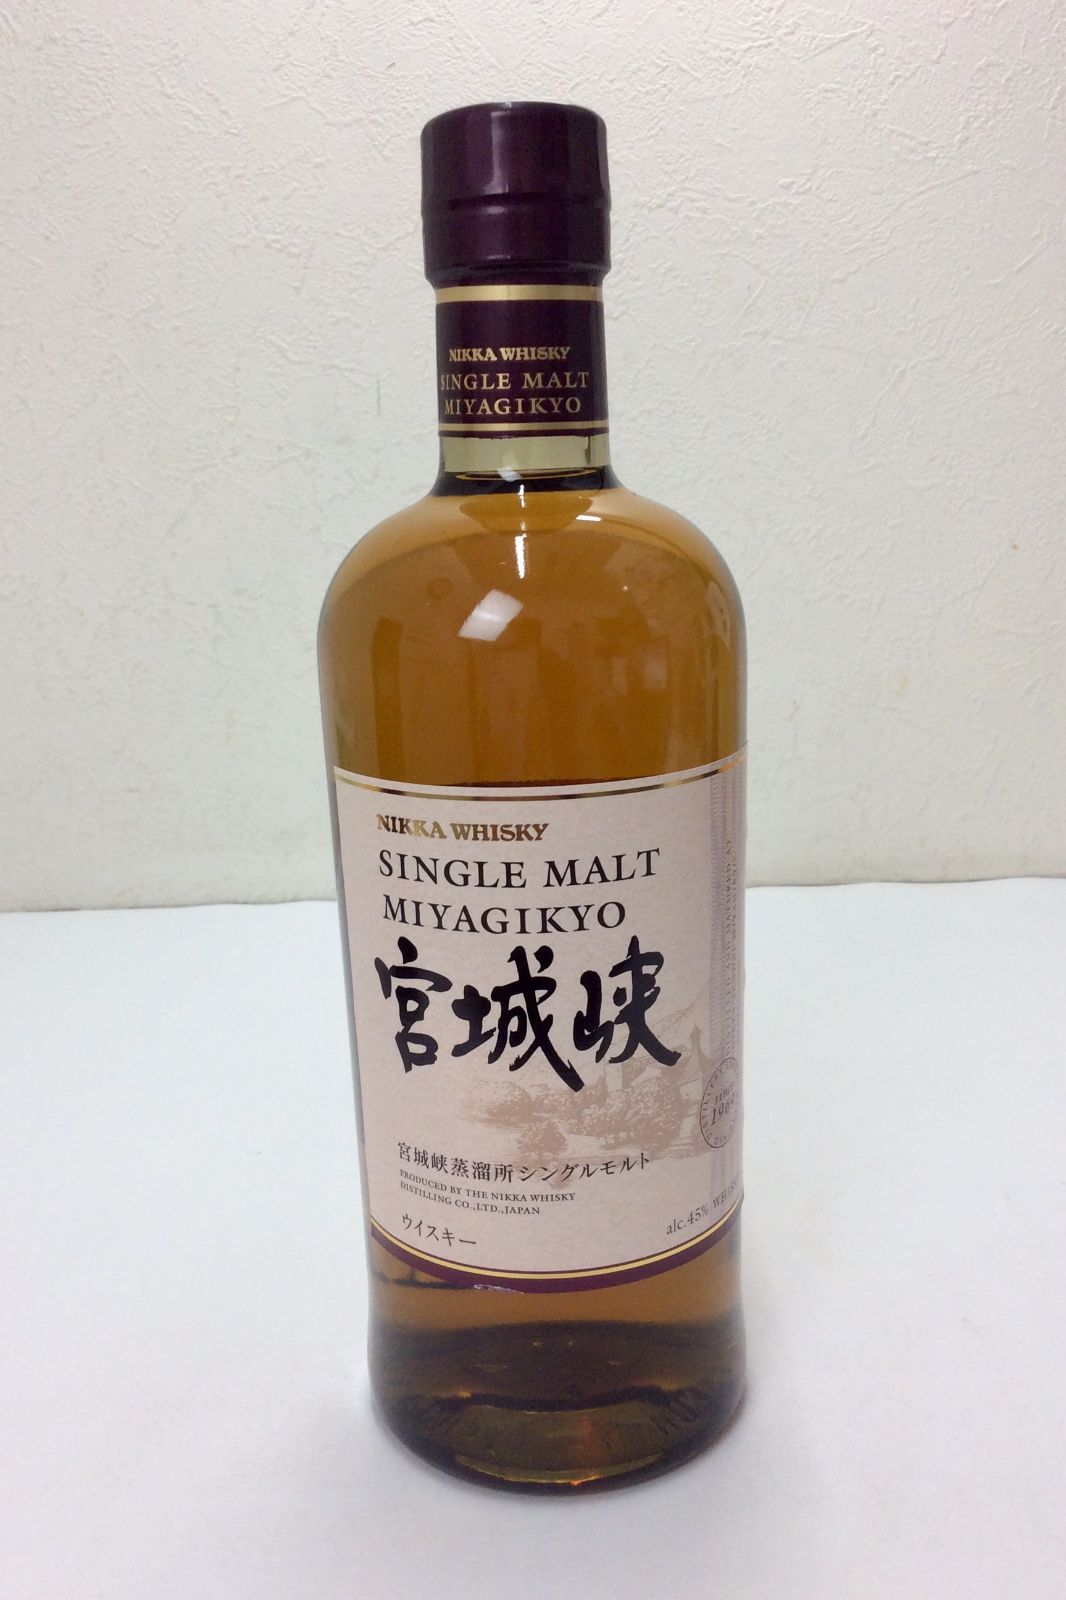 NIKKA WHISKY
SINGLE MALT
MIYAGIKYO
NIKKA WHISKY
SINGLE MALT
MIYAGIKYO
宮城峡
since
1969
宮城峡蒸溜所シングルモルト
PRODUCED BY THE NIKKA WHISKY
DISTILLING CO.,LTD.,JAPAN
ウイスキー
alc.45%